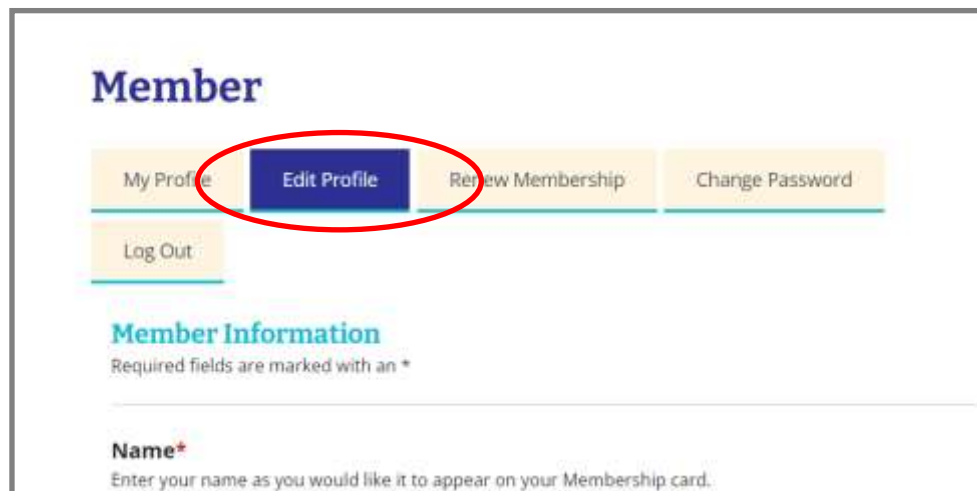 Member
My Profile Edit Profile Renew Membership Change Password
Log Out
Member Information
Required fields are marked with an *
Name*
Enter your name as you would like it to appear on your Membership card.